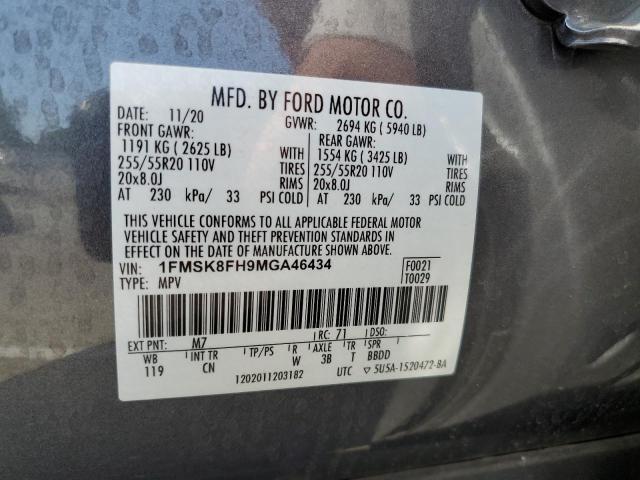 MFD. BY FORD MOTOR CO.
DATE: 11/20 GVWR: 2694 KG ( 5940 LB)
FRONT GAWR: REAR GAWR:
1191 KG ( 2625 LB) WITH 1554 KG ( 3425 LB) WITH
255/55R20 110V TIRES 255/55R20 110V TIRES
20x8.0J RIMS 20x8.0J RIMS
AT 230 kPa/ 33 PSI COLD AT 230 kPa/ 33 PSI COLD
THIS VEHICLE CONFORMS TO ALL APPLICABLE FEDERAL MOTOR
VEHICLE SAFETY AND THEFT PREVENTION STANDARDS IN
EFFECT ON THE DATE OF MANUFACTURE SHOWN ABOVE.
VIN: 1FMSK8FH9MGA46434 F0021
TYPE: MPV T0029
EXT PNT: M7 RC: 71 DSO:
WB INT TR TP/PS R AXLE TR SPR
119 CN W 3B T BBDD
1202011203182 UTC ▽ 5U5A-1520472-BA